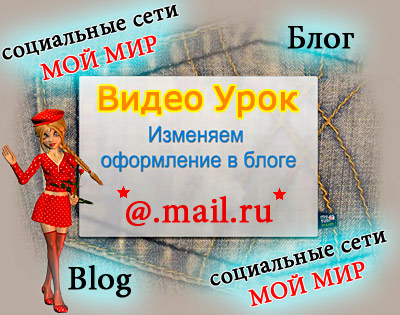 социальные сети
МОЙ МИР
Блог
Видео Урок
Изменяем
оформление в блоге
@.mail.ru
Blog
социальные сети
МОЙ МИР